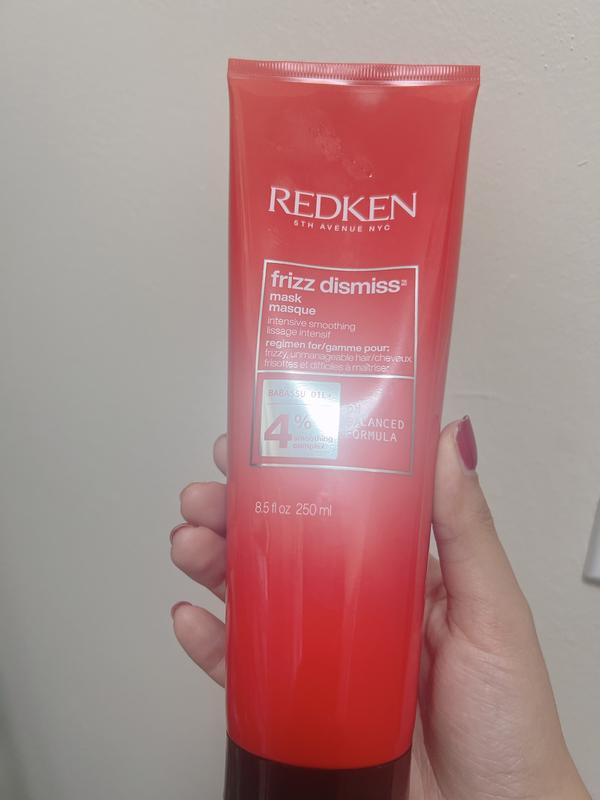 REDKEN
5TH AVENUE NYC
frizz dismiss
mask
masque
intensive smoothing
lissage intensif
regimen for/gamme pour:
frizzy, unmanageable hair/cheveux
frisottés et difficiles à maîtriser
BABASSU OIL+
4%
smoothing
complex
BALANCED
FORMULA
8.5 fl oz 250 ml